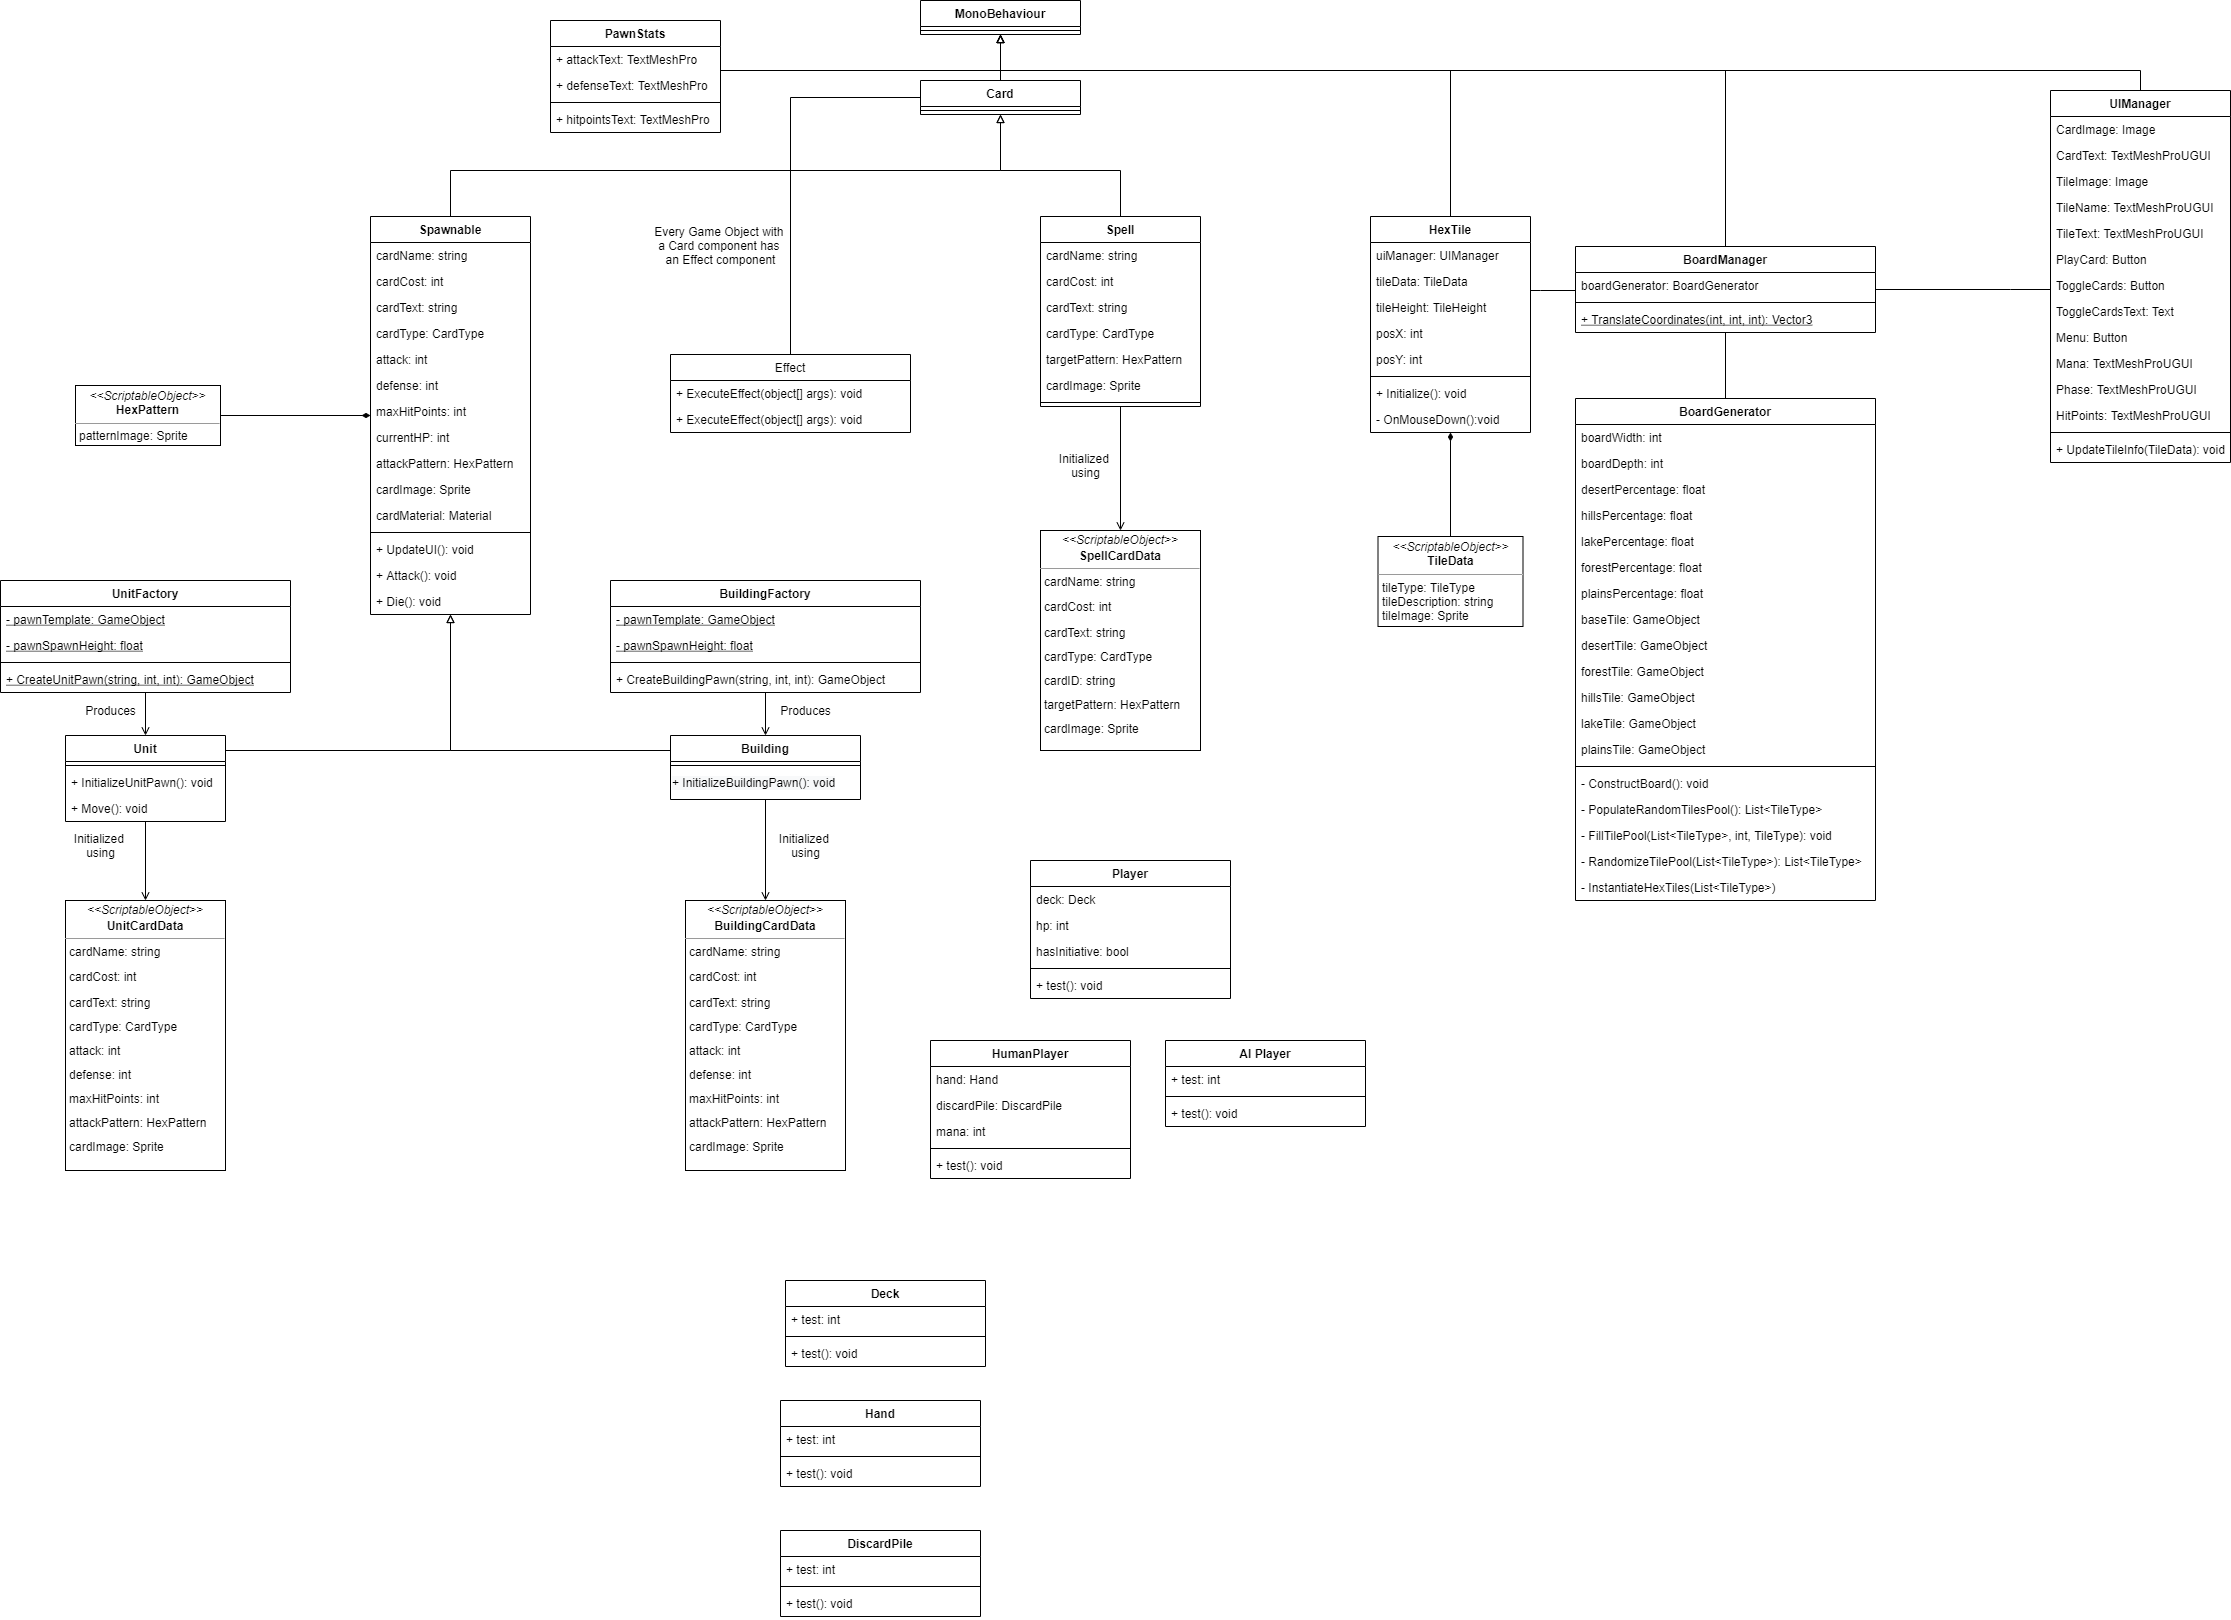 MonoBehaviour
PawnStats
+ attackText: TextMeshPro
+ defenseText: TextMeshPro
+ hitpointsText: TextMeshPro
Card
UIManager
CardImage: Image
CardText: TextMeshProUGUI
TileImage: Image
TileName: TextMeshProUGUI
TileText: TextMeshProUGUI
PlayCard: Button
ToggleCards: Button
ToggleCardsText: Text
Menu: Button
Mana: TextMeshProUGUI
Phase: TextMeshProUGUI
HitPoints: TextMeshProUGUI
+ UpdateTileInfo(TileData): void
Spawnable
cardName: string
cardCost: int
cardText: string
cardType: CardType
attack: int
defense: int
maxHitPoints: int
currentHP: int
attackPattern: HexPattern
cardImage: Sprite
cardMaterial: Material
+ UpdateUI(): void
+ Attack(): void
+ Die(): void
Every Game Object with
a Card component has
an Effect component
Spell
cardName: string
cardCost: int
cardText: string
cardType: CardType
targetPattern: HexPattern
cardImage: Sprite
HexTile
uiManager: UIManager
tileData: TileData
tileHeight: TileHeight
posX: int
posY: int
+ Initialize(): void
- OnMouseDown():void
BoardManager
boardGenerator: BoardGenerator
+ TranslateCoordinates(int, int, int): Vector3
<<ScriptableObject>>
HexPattern
patternImage: Sprite
Effect
+ ExecuteEffect(object[] args): void
+ ExecuteEffect(object[] args): void
BoardGenerator
boardWidth: int
boardDepth: int
desertPercentage: float
hillsPercentage: float
lakePercentage: float
forestPercentage: float
plainsPercentage: float
baseTile: GameObject
desertTile: GameObject
forestTile: GameObject
hillsTile: GameObject
lakeTile: GameObject
plainsTile: GameObject
- ConstructBoard(): void
- PopulateRandomTilesPool(): List<TileType>
- FillTilePool(List<TileType>, int, TileType): void
- RandomizeTilePool(List<TileType>): List<TileType>
- InstantiateHexTiles(List<TileType>)
Initialized
using
<<ScriptableObject>>
SpellCardData
cardName: string
cardCost: int
cardText: string
cardType: CardType
cardID: string
targetPattern: HexPattern
cardImage: Sprite
<<ScriptableObject>>
TileData
tileType: TileType
tileDescription: string
tileImage: Sprite
UnitFactory
- pawnTemplate: GameObject
- pawnSpawnHeight: float
+ CreateUnitPawn(string, int, int): GameObject
BuildingFactory
- pawnTemplate: GameObject
- pawnSpawnHeight: float
+ CreateBuildingPawn(string, int, int): GameObject
Produces
Produces
Unit
+ InitializeUnitPawn(): void
+ Move(): void
Building
+ InitializeBuildingPawn(): void
Initialized
using
Initialized
using
<<ScriptableObject>>
UnitCardData
cardName: string
cardCost: int
cardText: string
cardType: CardType
attack: int
defense: int
maxHitPoints: int
attackPattern: HexPattern
cardImage: Sprite
<<ScriptableObject>>
BuildingCardData
cardName: string
cardCost: int
cardText: string
cardType: CardType
attack: int
defense: int
maxHitPoints: int
attackPattern: HexPattern
cardImage: Sprite
Player
deck: Deck
hp: int
hasInitiative: bool
+ test(): void
HumanPlayer
hand: Hand
discardPile: DiscardPile
mana: int
+ test(): void
AI Player
+ test: int
+ test(): void
Deck
+ test: int
+ test(): void
Hand
+ test: int
+ test(): void
DiscardPile
+ test: int
+ test(): void